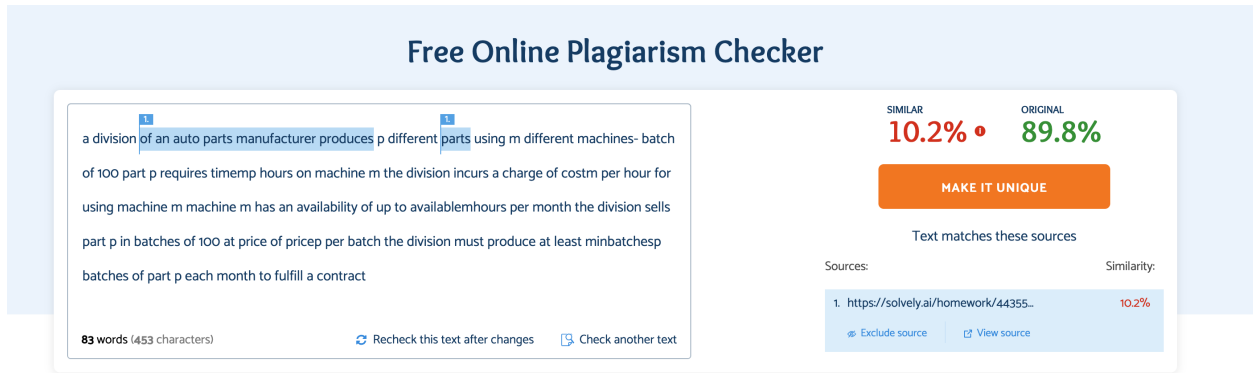 Free Online Plagiarism Checker
1. 1.
a division of an auto parts manufacturer produces p different parts using m different machines- batch
of 100 part p requires timemp hours on machine m the division incurs a charge of costm per hour for
using machine m machine m has an availability of up to availablemhours per month the division sells
part p in batches of 100 at price of pricep per batch the division must produce at least minbatchesp
batches of part p each month to fulfill a contract
83 words (453 characters)
Recheck this text after changes
Check another text
SIMILAR
10.2%
ORIGINAL
89.8%
MAKE IT UNIQUE
Text matches these sources
Sources: Similarity:
1. https://solvely.ai/homework/44355... 10.2%
Exclude source
View source